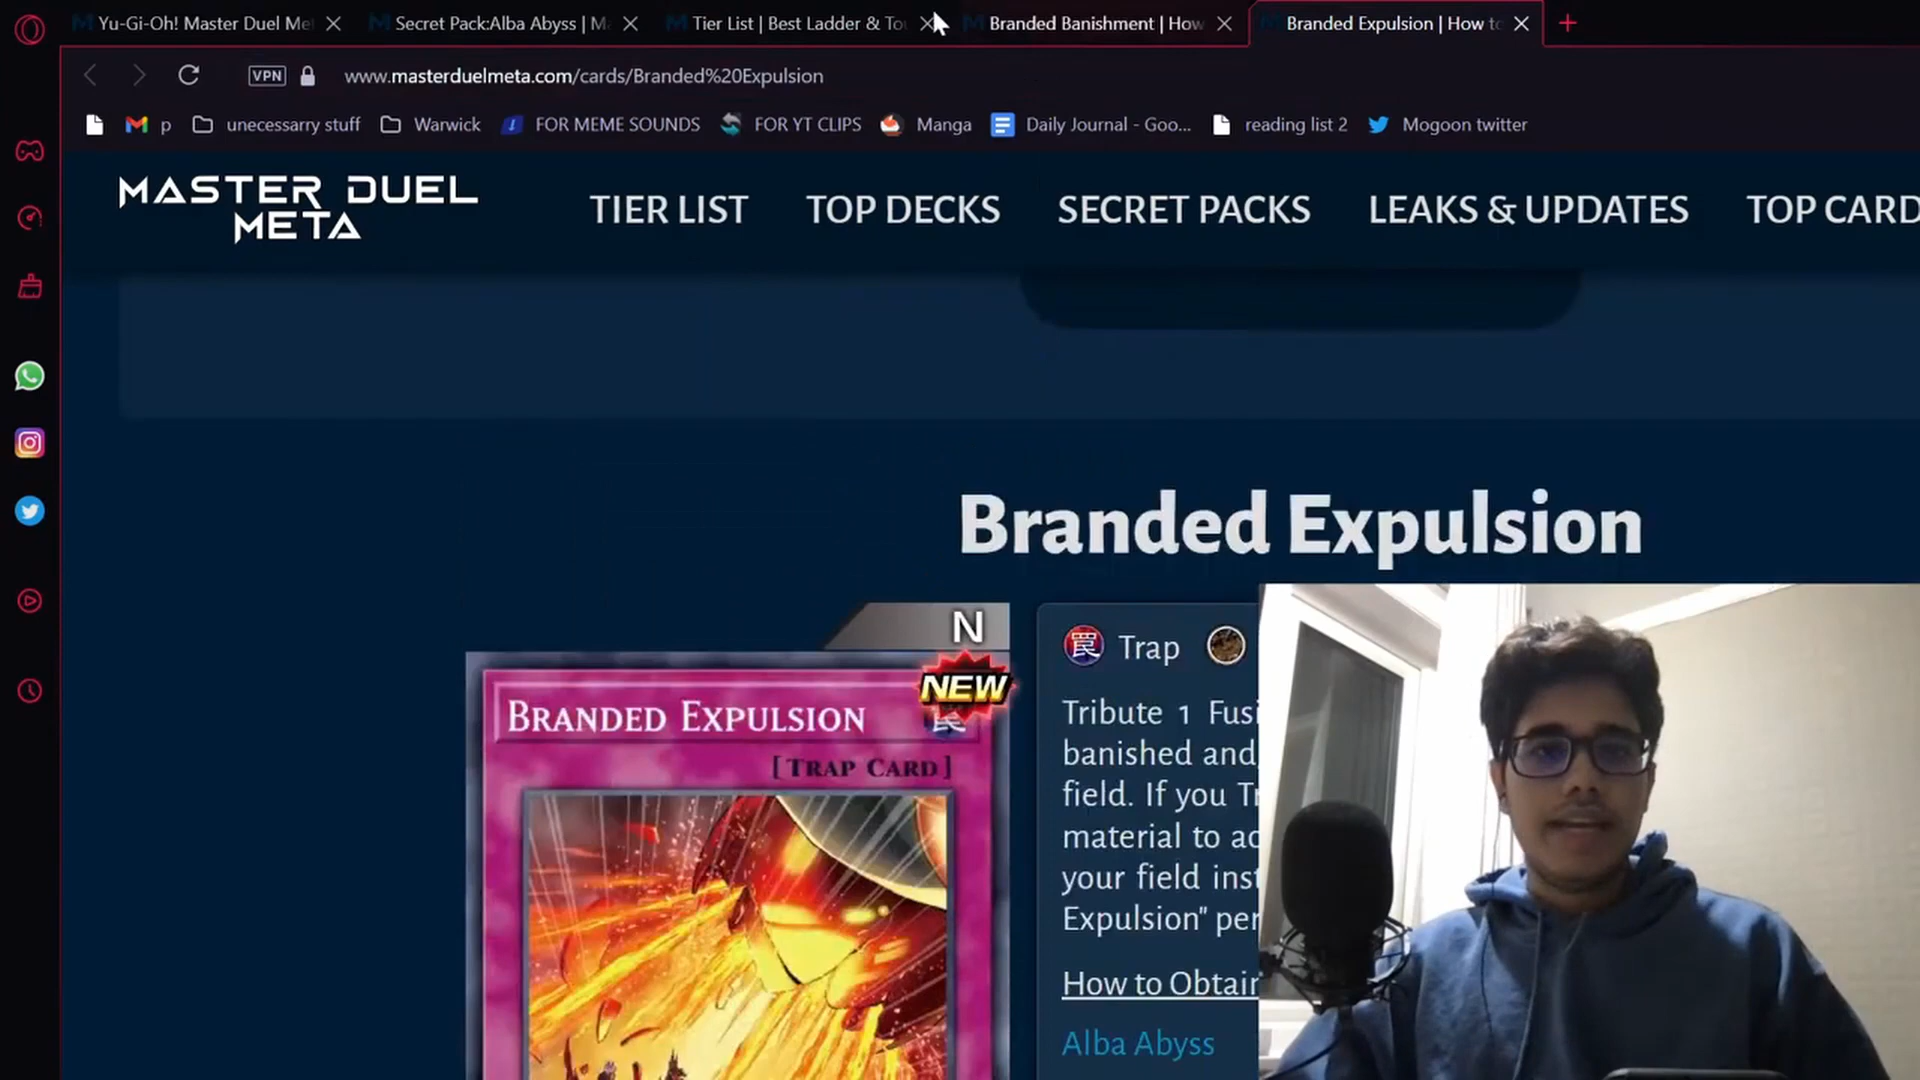 Yu-Gi-Oh! Master Duel Me
Secret Pack:Alba Abyss | M
Tier List | Best Ladder & To
Branded Banishment | How
Branded Expulsion | How to
VPN
www.masterduelmeta.com/cards/Branded%20Expulsion
p
unecessarry stuff
Warwick
FOR MEME SOUNDS
FOR YT CLIPS
Manga
Daily Journal - Goo...
reading list 2
Mogoon twitter
MASTER DUEL
META
TIER LIST
TOP DECKS
SECRET PACKS
LEAKS & UPDATES
TOP CARD
Branded Expulsion
N
NEW
BRANDED EXPULSION
罠
[TRAP CARD]
罠 Trap
Tribute 1 Fusi
banished and
field. If you Tr
material to ac
your field inst
Expulsion" per
How to Obtain
Alba Abyss